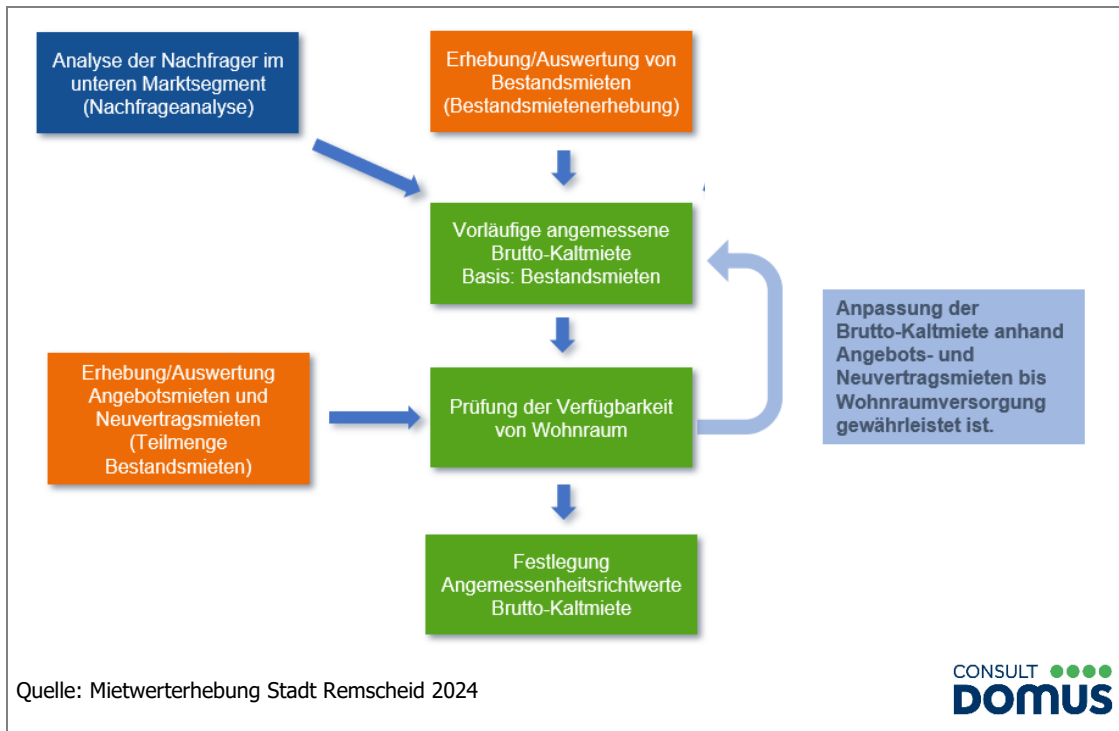 Analyse der Nachfrager im
unteren Marktsegment
(Nachfrageanalyse)
Erhebung/Auswertung von
Bestandsmieten
(Bestandsmietenerhebung)
Vorläufige angemessene
Brutto-Kaltmiete
Basis: Bestandsmieten
Anpassung der
Brutto-Kaltmiete anhand
Angebots- und
Neuvertragsmieten bis
Wohnraumversorgung
gewährleistet ist.
Erhebung/Auswertung
Angebotsmieten und
Neuvertragsmieten
(Teilmenge
Bestandsmieten)
Prüfung der Verfügbarkeit
von Wohnraum
Festlegung
Angemessenheitsrichtwerte
Brutto-Kaltmiete
Quelle: Mietwerterhebung Stadt Remscheid 2024
CONSULT
DOMUS